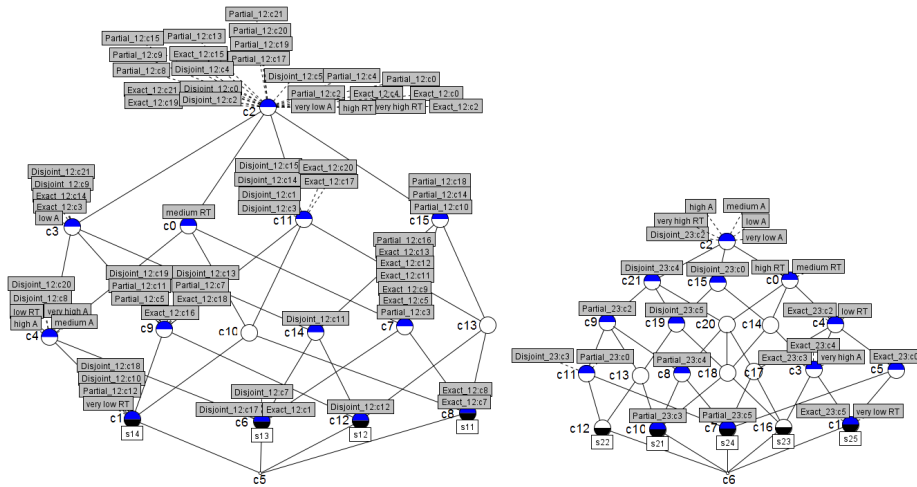 Partial_12:c21
Partial_12:c20
Partial_12:c15
Partial_12:c13
Partial_12:c19
Partial_12:c9
Exact_12:c15
Partial_12:c17
Partial_12:c8
Disjoint_12:c4
Disjoint_12:c5
Partial_12:c4
Partial_12:c0
Exact_12:c21
Disjoint_12:c0
Partial_12:c2
Exact_12:c4
Exact_12:c0
Exact_12:c19
Disjoint_12:c2
very low A
high RT
very high RT
Exact_12:c2
c2
Disjoint_12:c21
Disjoint_12:c9
Exact_12:c14
Exact_12:c3
low A
c3
medium RT
c0
Disjoint_12:c15
Exact_12:c20
Disjoint_12:c14
Exact_12:c17
Disjoint_12:c1
Disjoint_12:c3
c11
Partial_12:c18
Partial_12:c14
Partial_12:c10
c15
Partial_12:c16
Exact_12:c13
Exact_12:c12
Exact_12:c11
Exact_12:c9
Exact_12:c5
Partial_12:c3
c7
Disjoint_12:c20
Disjoint_12:c8
low RT
very high A
high A
medium A
c4
Disjoint_12:c19
Disjoint_12:c13
Partial_12:c11
Partial_12:c7
Partial_12:c5
Exact_12:c18
Exact_12:c16
c9
c10
Disjoint_12:c11
c14
c13
Disjoint_12:c18
Disjoint_12:c10
Partial_12:c12
very low RT
s14
Disjoint_12:c7
Disjoint_12:c17
Exact_12:c1
c6
s13
Disjoint_12:c12
c12
s12
Exact_12:c8
Exact_12:c7
c8
s11
c5
high A
medium A
very high RT
low A
Disjoint_23:c2
very low A
c2
Disjoint_23:c4
Disjoint_23:c0
high RT
medium RT
c21
c15
c0
Partial_23:c2
Disjoint_23:c5
Exact_23:c2
low RT
c9
c19
c20
c14
c4
Disjoint_23:c3
Partial_23:c0
Partial_23:c4
Exact_23:c4
Exact_23:c3
very high A
Exact_23:c0
c11
c13
c8
c18
c17
c3
c5
Partial_23:c3
Partial_23:c5
Exact_23:c5
very low RT
c12
c10
c7
c16
s22
s21
s24
s23
s25
c6